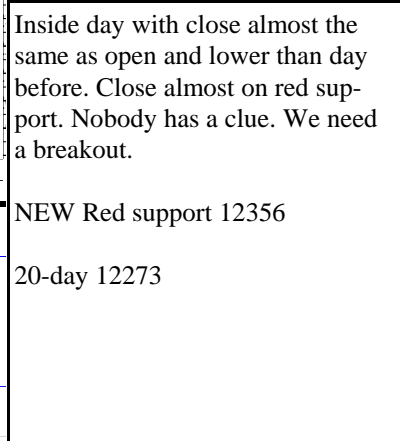 Inside day with close almost the
same as open and lower than day
before. Close almost on red sup-
port. Nobody has a clue. We need
a breakout.
NEW Red support 12356
20-day 12273